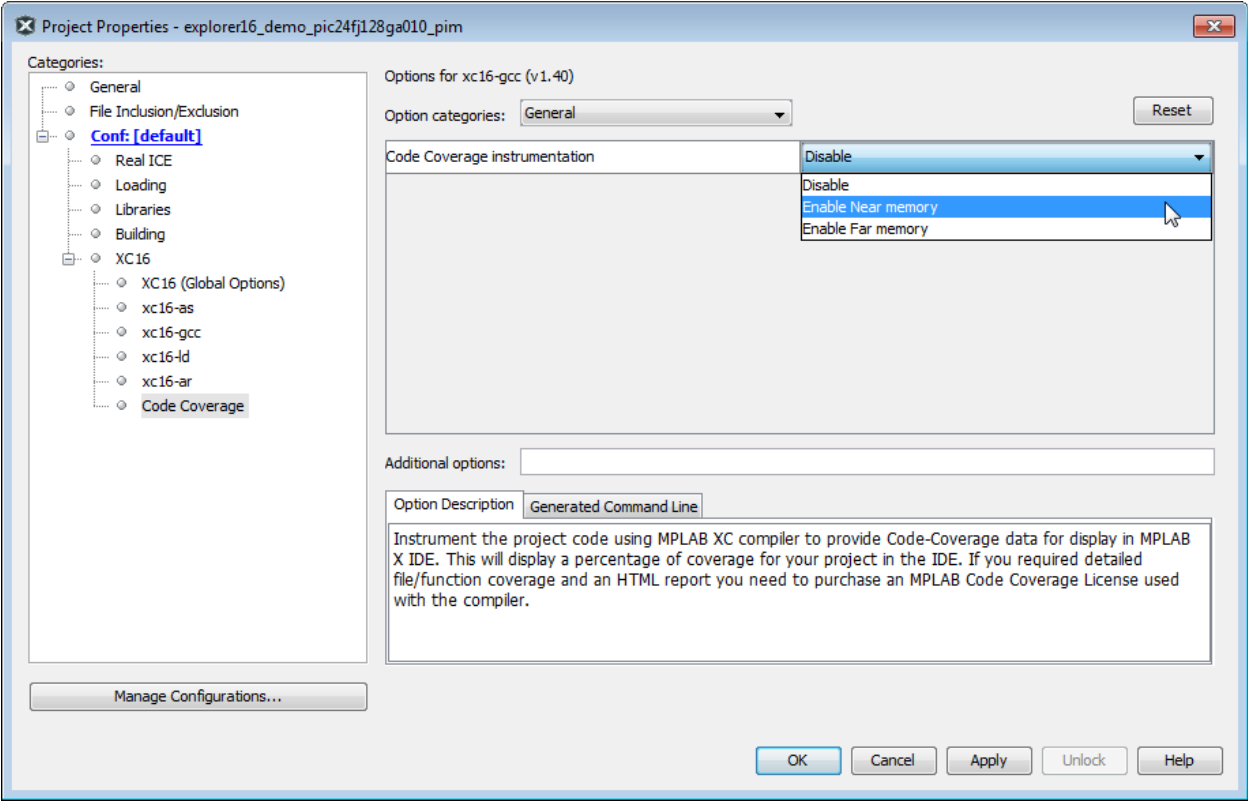 Project Properties - explorer16_demo_pic24fj128ga010_pim
Categories:
General
File Inclusion/Exclusion
Conf: [default]
Real ICE
Loading
Libraries
Building
XC16
XC16 (Global Options)
xc16-as
xc16-gcc
xc16-ld
xc16-ar
Code Coverage
Manage Configurations...
Options for xc16-gcc (v1.40)
Option categories: General
Reset
Code Coverage instrumentation Disable
Disable
Enable Near memory
Enable Far memory
Additional options:
Option Description Generated Command Line
Instrument the project code using MPLAB XC compiler to provide Code-Coverage data for display in MPLAB
X IDE. This will display a percentage of coverage for your project in the IDE. If you required detailed
file/function coverage and an HTML report you need to purchase an MPLAB Code Coverage License used
with the compiler.
OK Cancel Apply Unlock Help